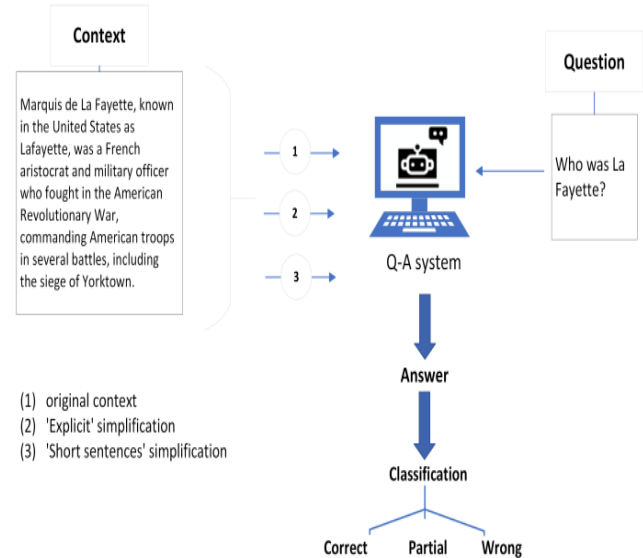 Context
Marquis de La Fayette, known
in the United States as
Lafayette, was a French
aristocrat and military officer
who fought in the American
Revolutionary War,
commanding American troops
in several battles, including
the siege of Yorktown.
1
2
3
Question
Who was La
Fayette?
Q-A system
Answer
Classification
Correct Partial Wrong
(1) original context
(2) 'Explicit' simplification
(3) 'Short sentences' simplification